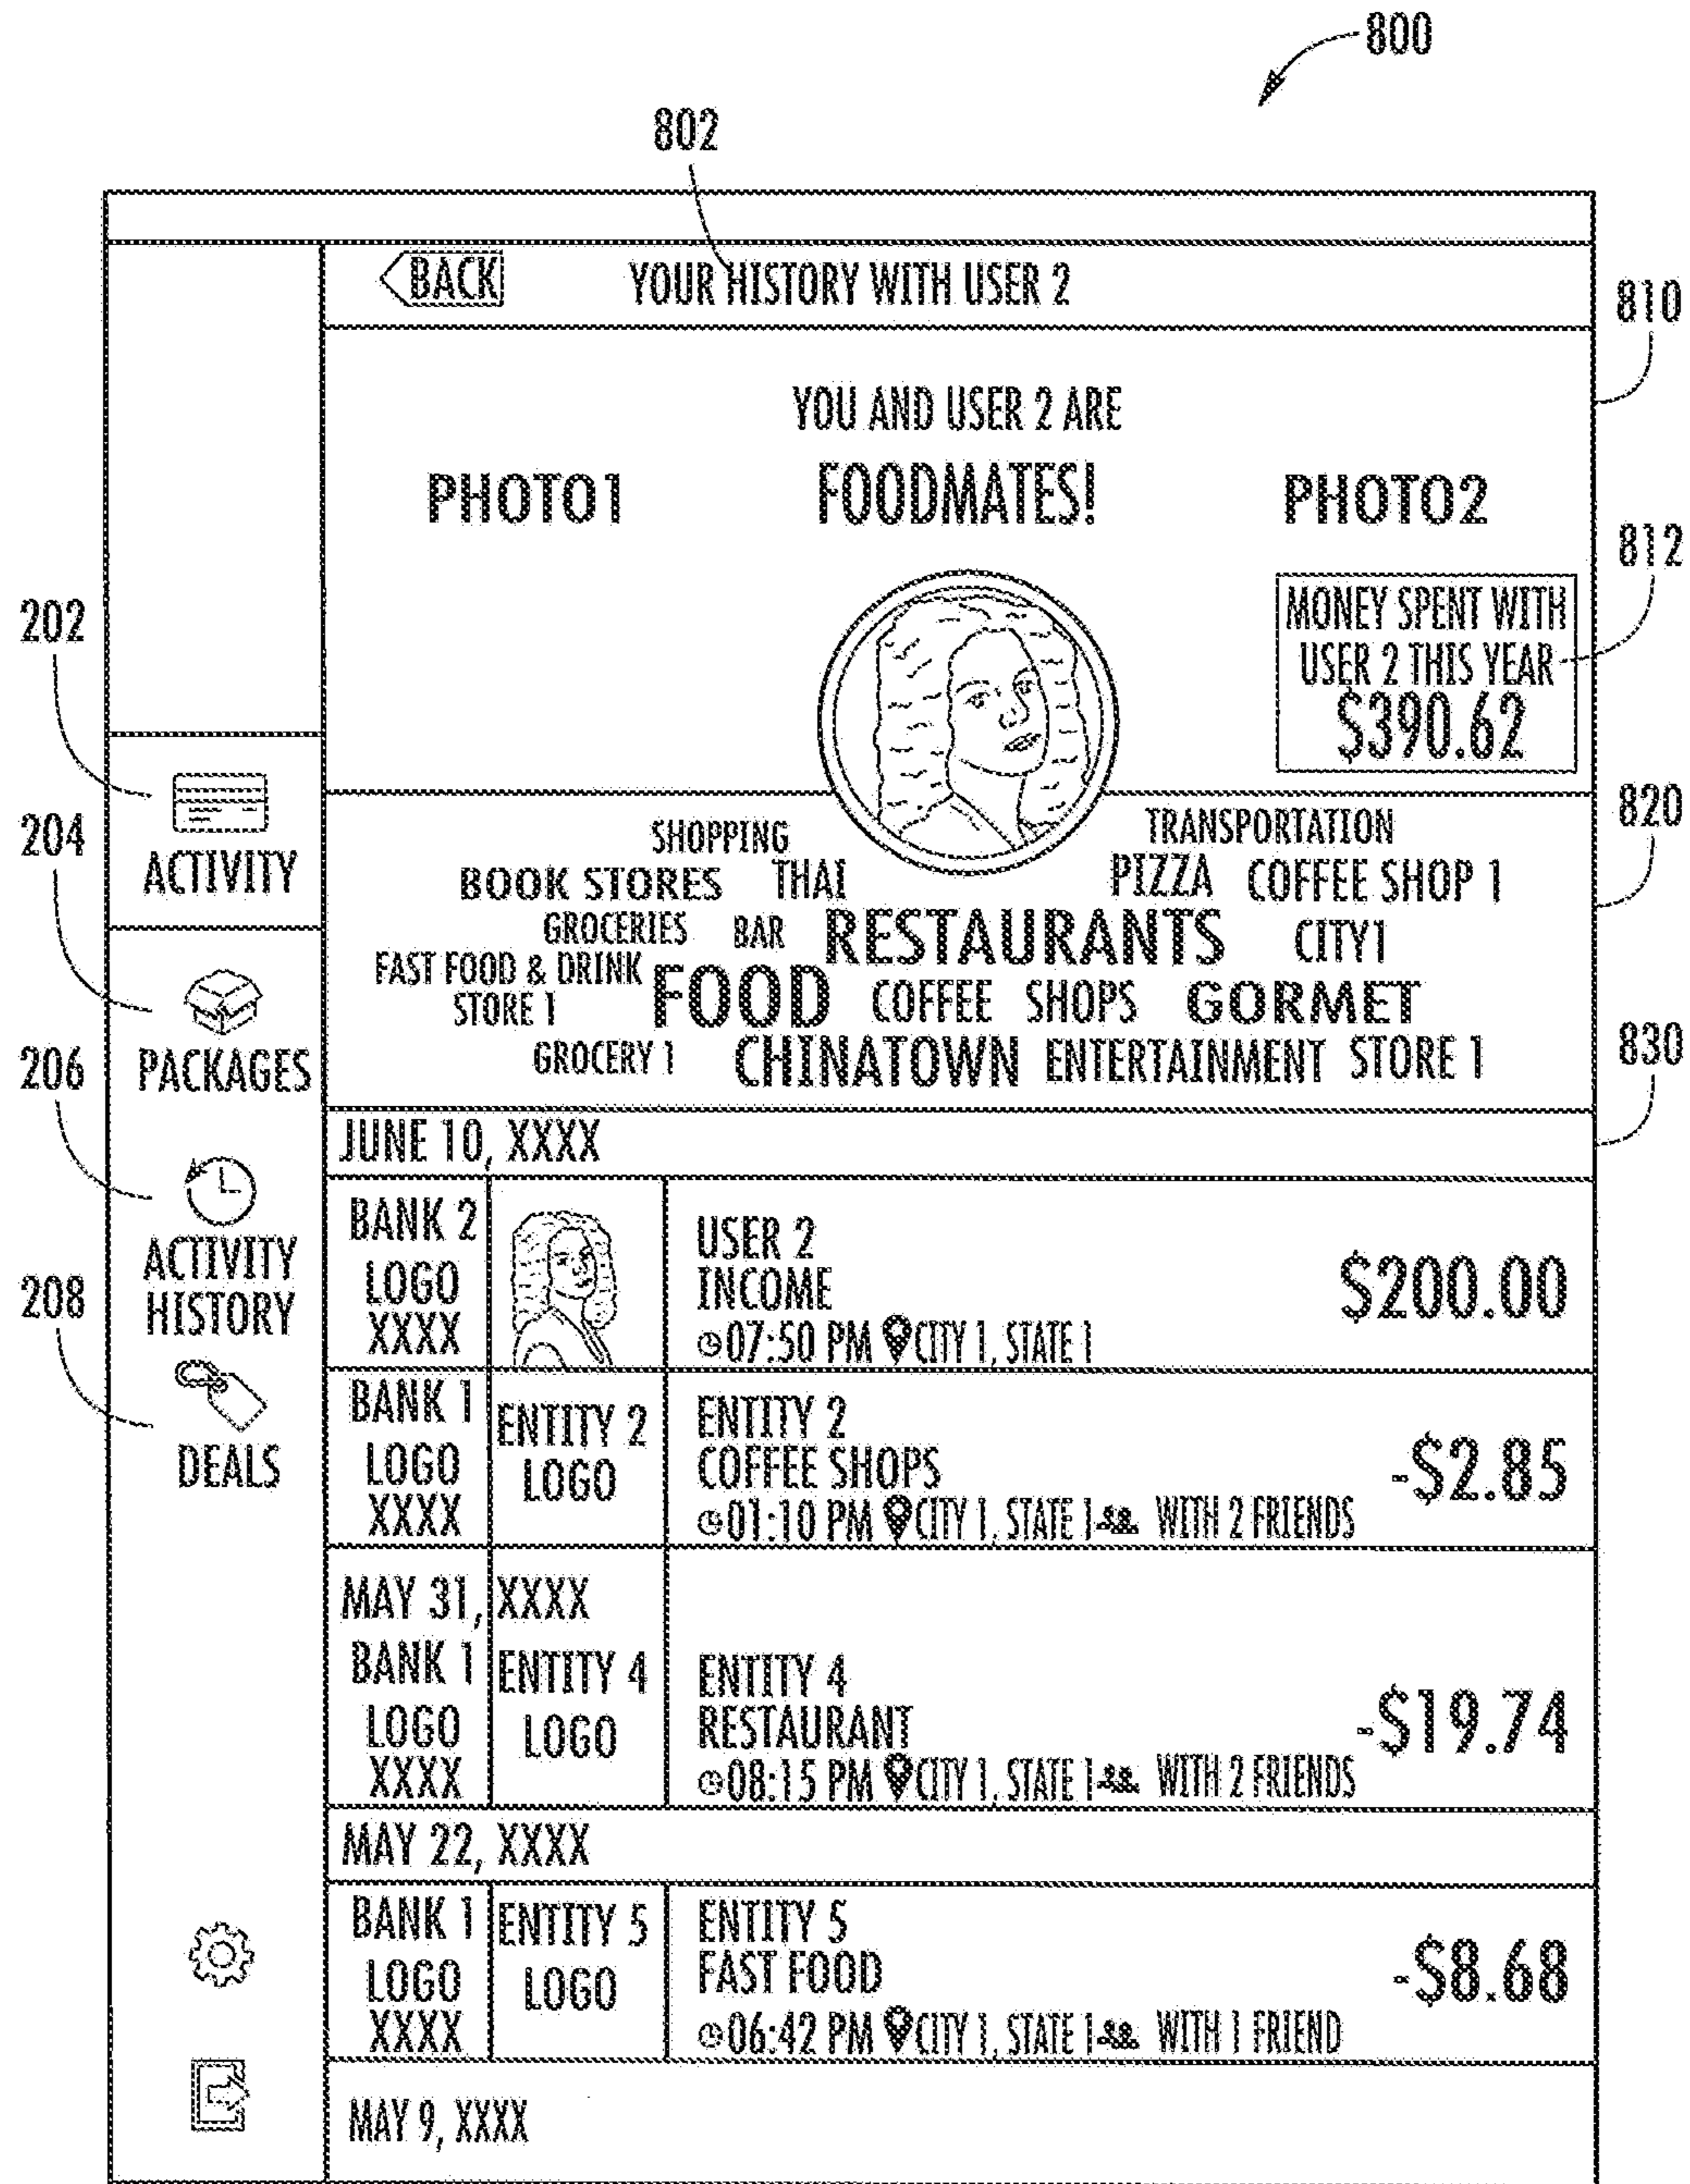 800
802
BACK YOUR HISTORY WITH USER 2
810
YOU AND USER 2 ARE
PHOTO1 FOODMATES! PHOTO2
812
MONEY SPENT WITH
USER 2 THIS YEAR
$390.62
202
ACTIVITY
204
PACKAGES
206
ACTIVITY
HISTORY
208
DEALS
820
SHOPPING TRANSPORTATION
BOOK STORES THAI PIZZA COFFEE SHOP 1
GROCERIES BAR RESTAURANTS CITY1
FAST FOOD & DRINK
STORE 1 FOOD COFFEE SHOPS GORMET
GROCERY 1 CHINATOWN ENTERTAINMENT STORE 1
830
JUNE 10, XXXX
BANK 2
LOGO
XXXX
USER 2
INCOME
07:50 PM CITY 1, STATE 1
$200.00
BANK 1
LOGO
XXXX
ENTITY 2
LOGO
ENTITY 2
COFFEE SHOPS
01:10 PM CITY 1, STATE 1 WITH 2 FRIENDS
-$2.85
MAY 31, XXXX
BANK 1
LOGO
XXXX
ENTITY 4
LOGO
ENTITY 4
RESTAURANT
08:15 PM CITY 1, STATE 1 WITH 2 FRIENDS
-$19.74
MAY 22, XXXX
BANK 1
LOGO
XXXX
ENTITY 5
LOGO
ENTITY 5
FAST FOOD
06:42 PM CITY 1, STATE 1 WITH 1 FRIEND
-$8.68
MAY 9, XXXX